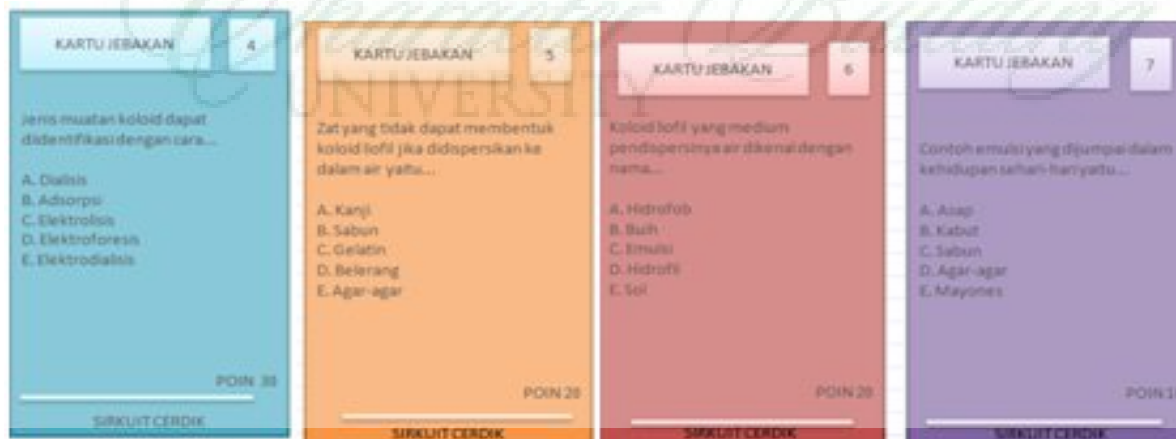 UNIVERSITY
KARTU JEBAKAN
4
Jenis muatan koloid dapat
diidentifikasi dengan cara...
A. Dialisis
B. Adsorpsi
C. Elektrolisis
D. Elektroforesis
E. Elektrodialisis
POIN 30
SIRKUIT CERDIK
KARTU JEBAKAN
5
Zat yang tidak dapat membentuk
koloid liofil jika didispersikan ke
dalam air yaitu...
A. Kanji
B. Sabun
C. Gelatin
D. Belerang
E. Agar-agar
POIN 20
SIRKUIT CERDIK
KARTU JEBAKAN
6
Koloid liofil yang medium
pendispersinya air dikenal dengan
nama...
A. Hidrofob
B. Buih
C. Emulsi
D. Hidrofil
E. Sol
POIN 20
SIRKUIT CERDIK
KARTU JEBAKAN
7
Contoh emulsi yang dijumpai dalam
kehidupan sehari-hari yaitu...
A. Asap
B. Kabut
C. Sabun
D. Agar-agar
E. Mayones
POIN
SIRKUIT CERDIK